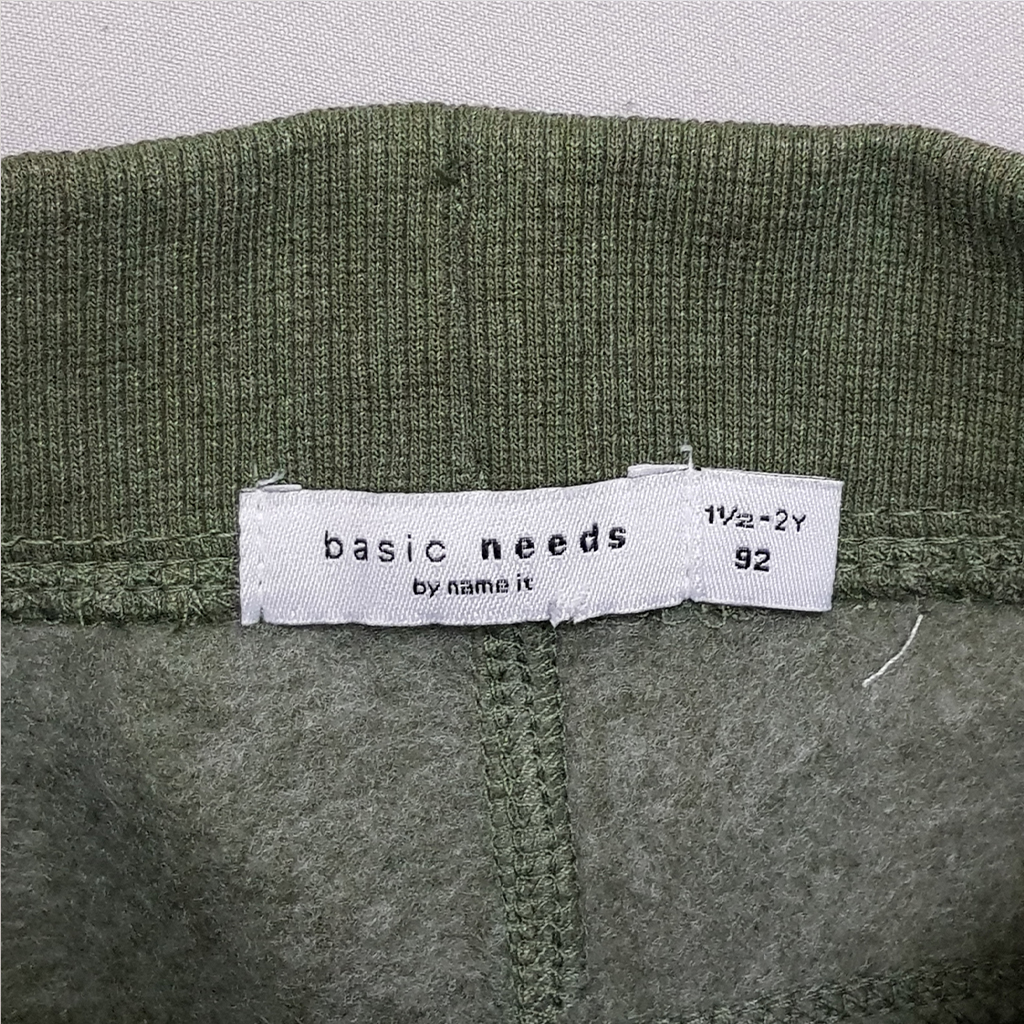 basic needs
by name it
1½-2Y
92